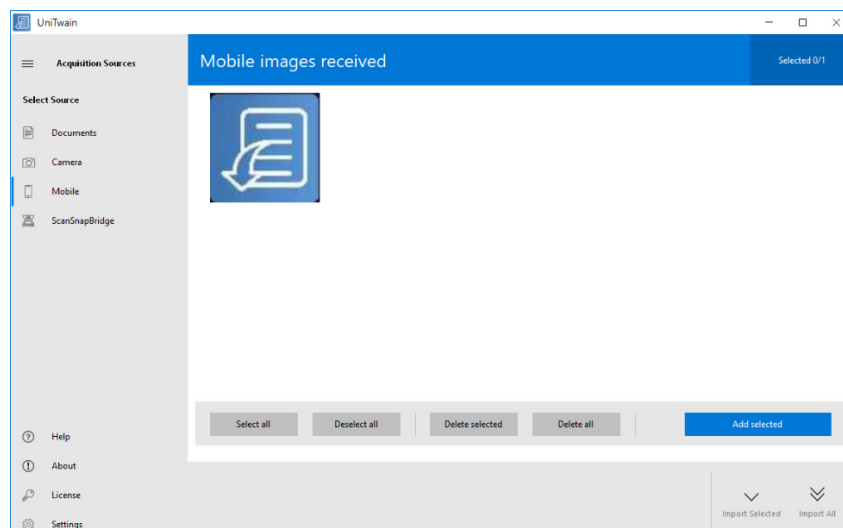 UniTwain
Acquisition Sources
Mobile images received
Selected 0/1
Select Source
Documents
Camera
Mobile
ScanSnapBridge
Select all
Deselect all
Delete selected
Delete all
Add selected
Help
About
License
Settings
Import Selected
Import All